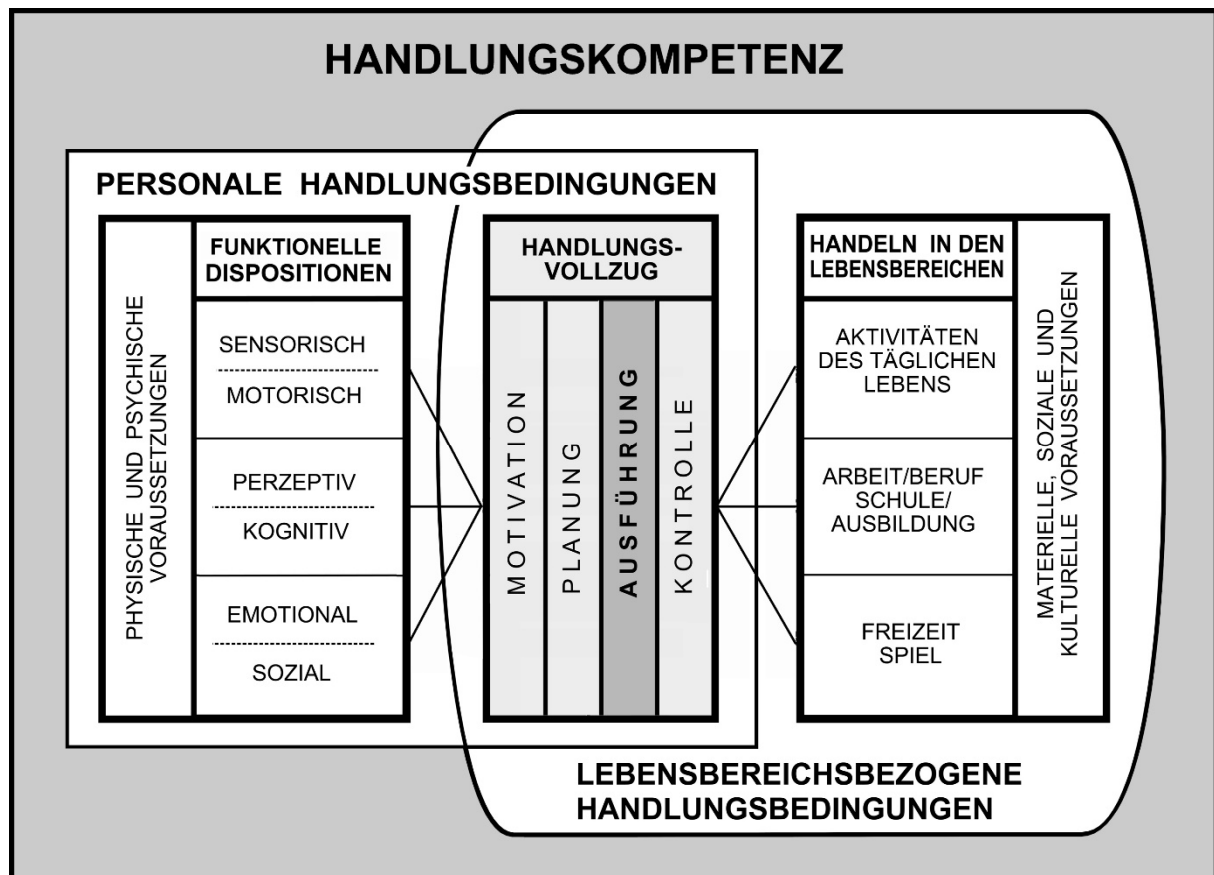 HANDLUNGSKOMPETENZ
PERSONALE HANDLUNGSBEDINGUNGEN
PHYSISCHE UND PSYCHISCHE
VORAUSSETZUNGEN
FUNKTIONELLE
DISPOSITIONEN
SENSORISCH
MOTORISCH
PERZEPTIV
KOGNITIV
EMOTIONAL
SOZIAL
HANDLUNGS-
VOLLZUG
MOTIVATION
PLANUNG
AUSFÜHRUNG
KONTROLLE
HANDELN IN DEN
LEBENSBEREICHEN
AKTIVITÄTEN
DES TÄGLICHEN
LEBENS
ARBEIT/BERUF
SCHULE/
AUSBILDUNG
FREIZEIT
SPIEL
MATERIELLE, SOZIALE UND
KULTURELLE VORAUSSETZUNGEN
LEBENSBEREICHSBEZOGENE
HANDLUNGSBEDINGUNGEN